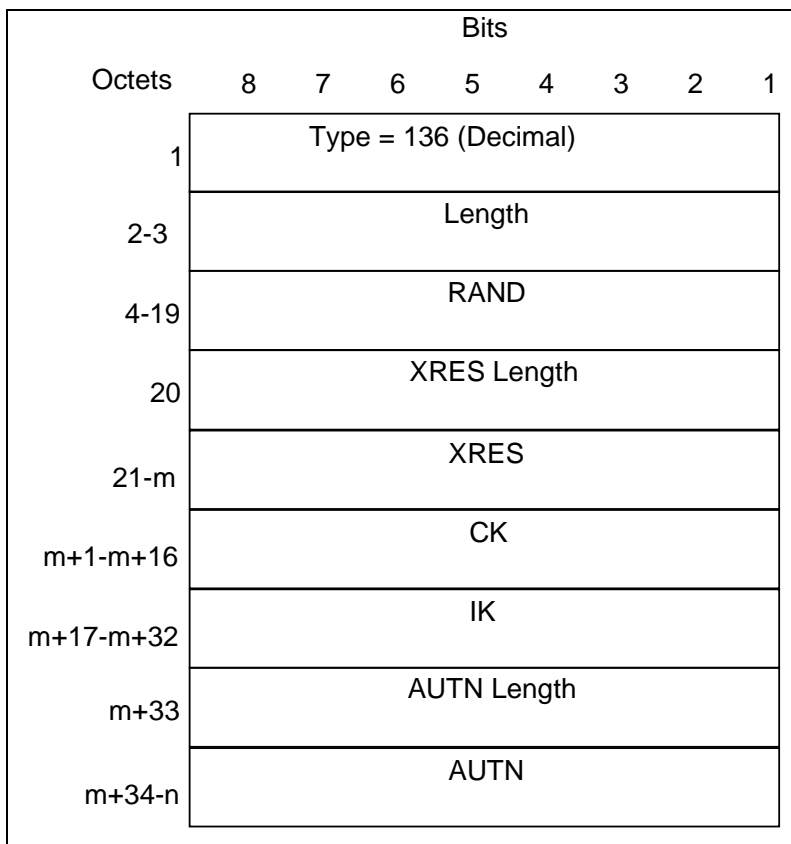 Bits
Octets 8 7 6 5 4 3 2 1
1 Type = 136 (Decimal)
2-3 Length
4-19 RAND
20 XRES Length
21-m XRES
m+1-m+16 CK
m+17-m+32 IK
m+33 AUTN Length
m+34-n AUTN